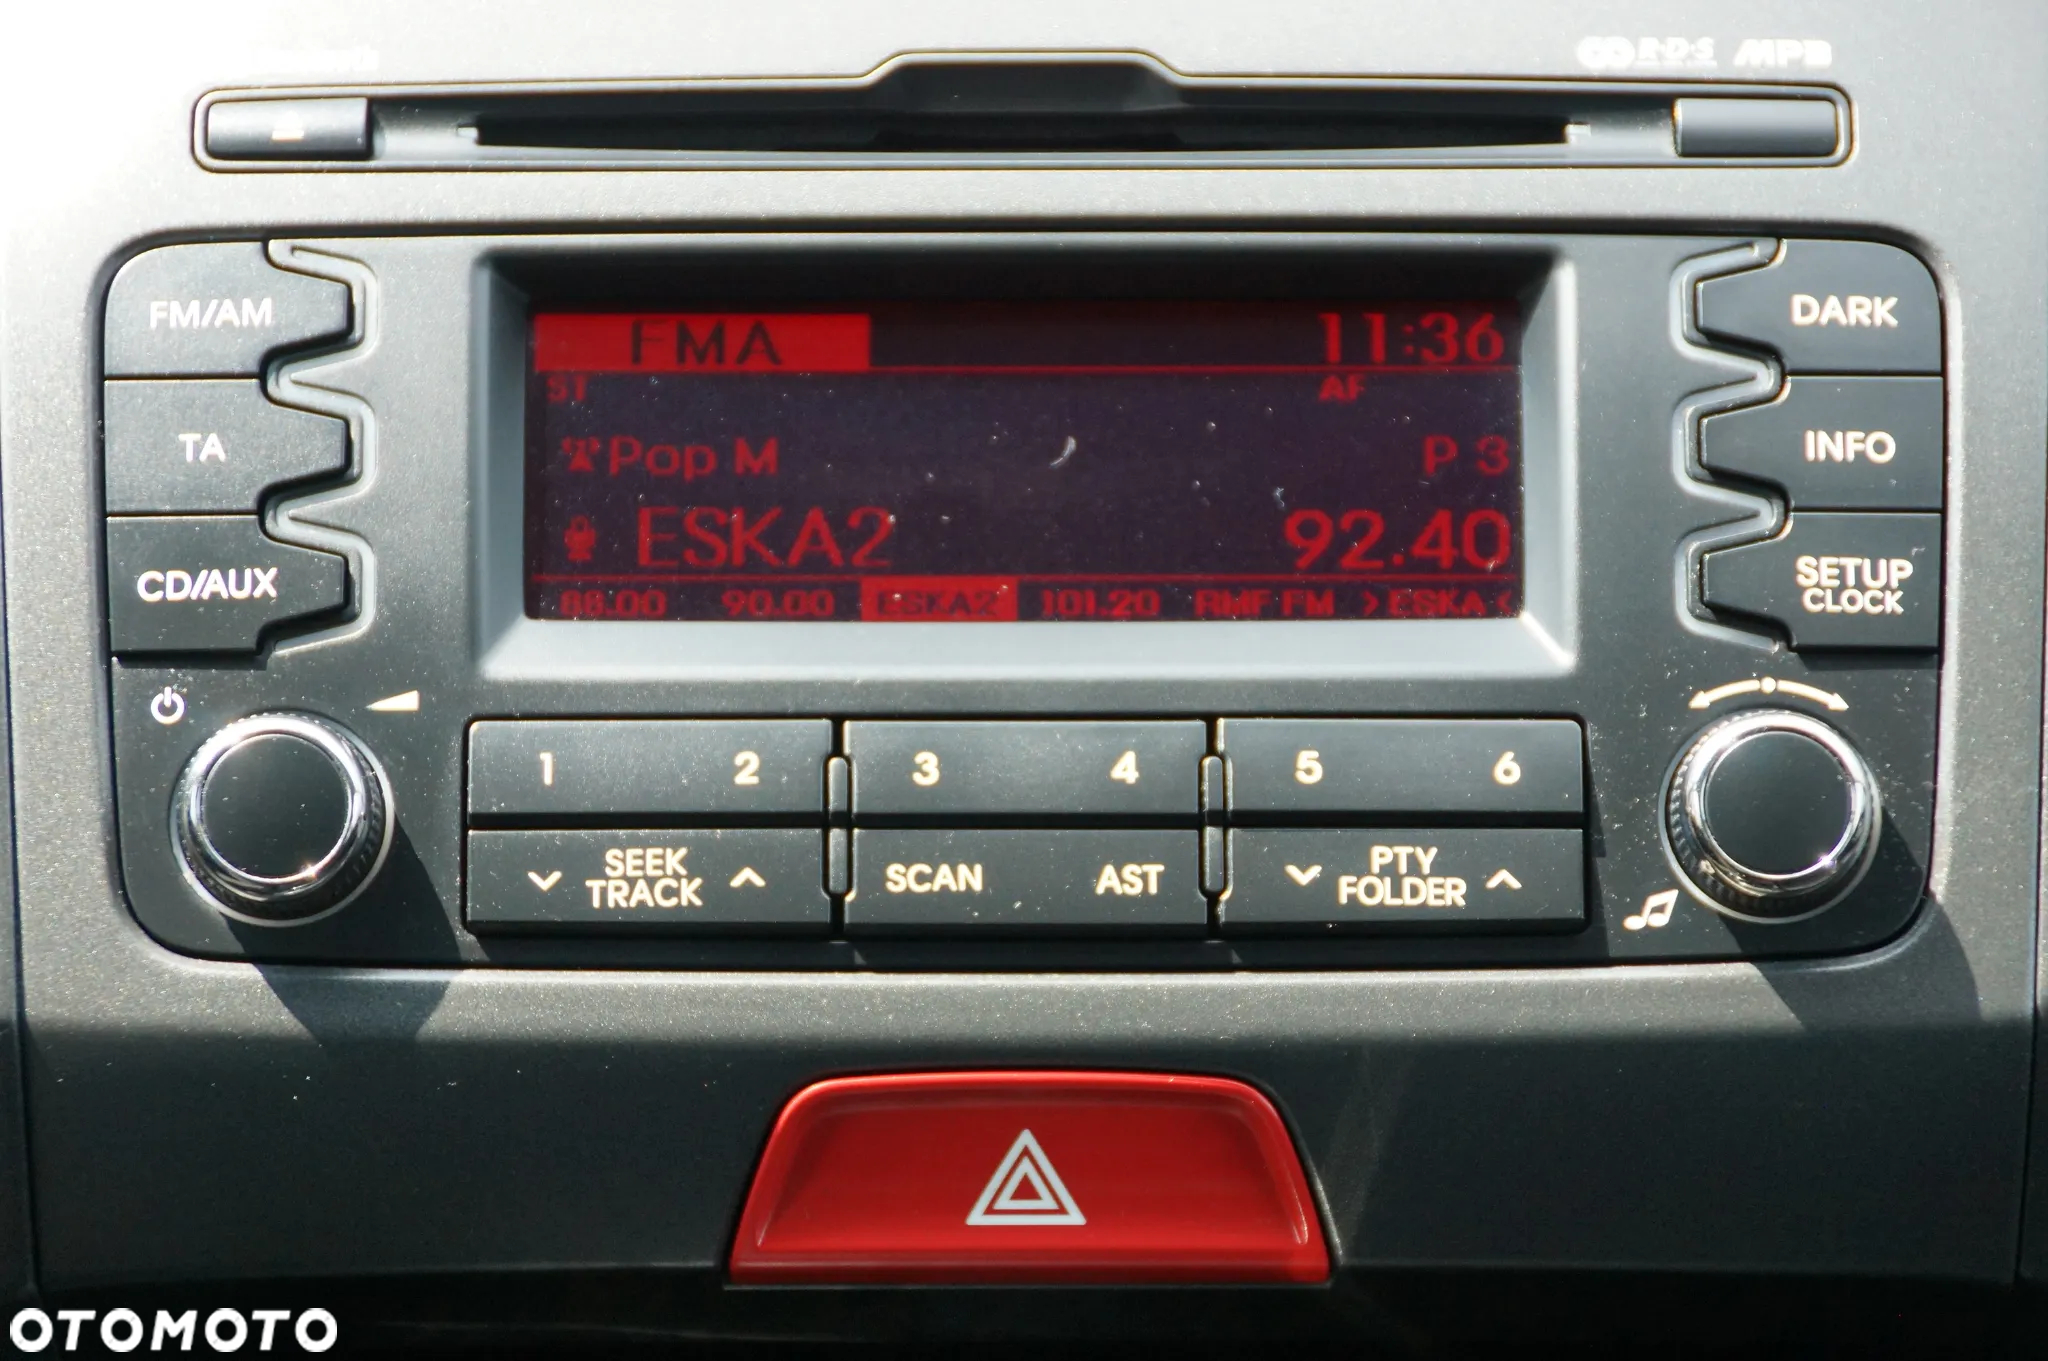 R·D·S MP3
FM/AM
TA
CD/AUX
FMA 11:36
ST AF
Pop M P 3
ESKA2 92.40
88.00 90.00 ESKA2 101.20 RMF FM >ESKA<
DARK
INFO
SETUP
CLOCK
1 2 3 4 5 6
SEEK
TRACK
SCAN AST
PTY
FOLDER
OTOMOTO